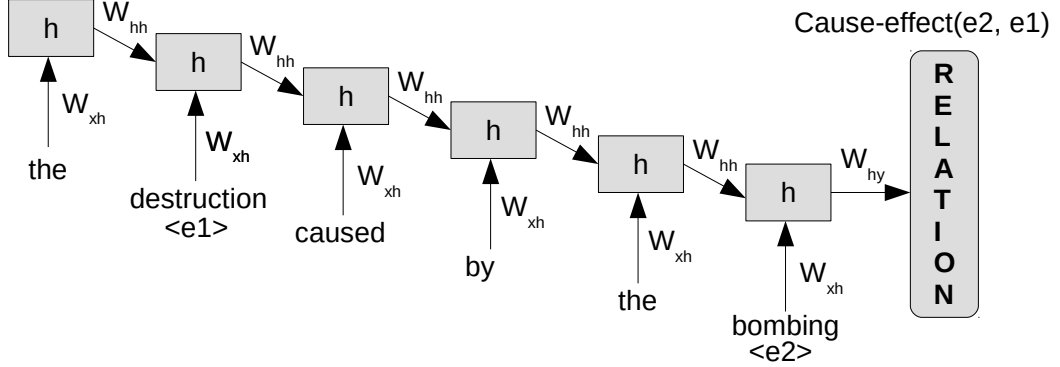 h
W_hh
h
W_hh
h
W_hh
h
W_hh
h
W_hh
h
W_hy
W_xh
the
W_xh
destruction
<e1>
W_xh
caused
W_xh
by
W_xh
the
W_xh
bombing
<e2>
Cause-effect(e2, e1)
R
E
L
A
T
I
O
N